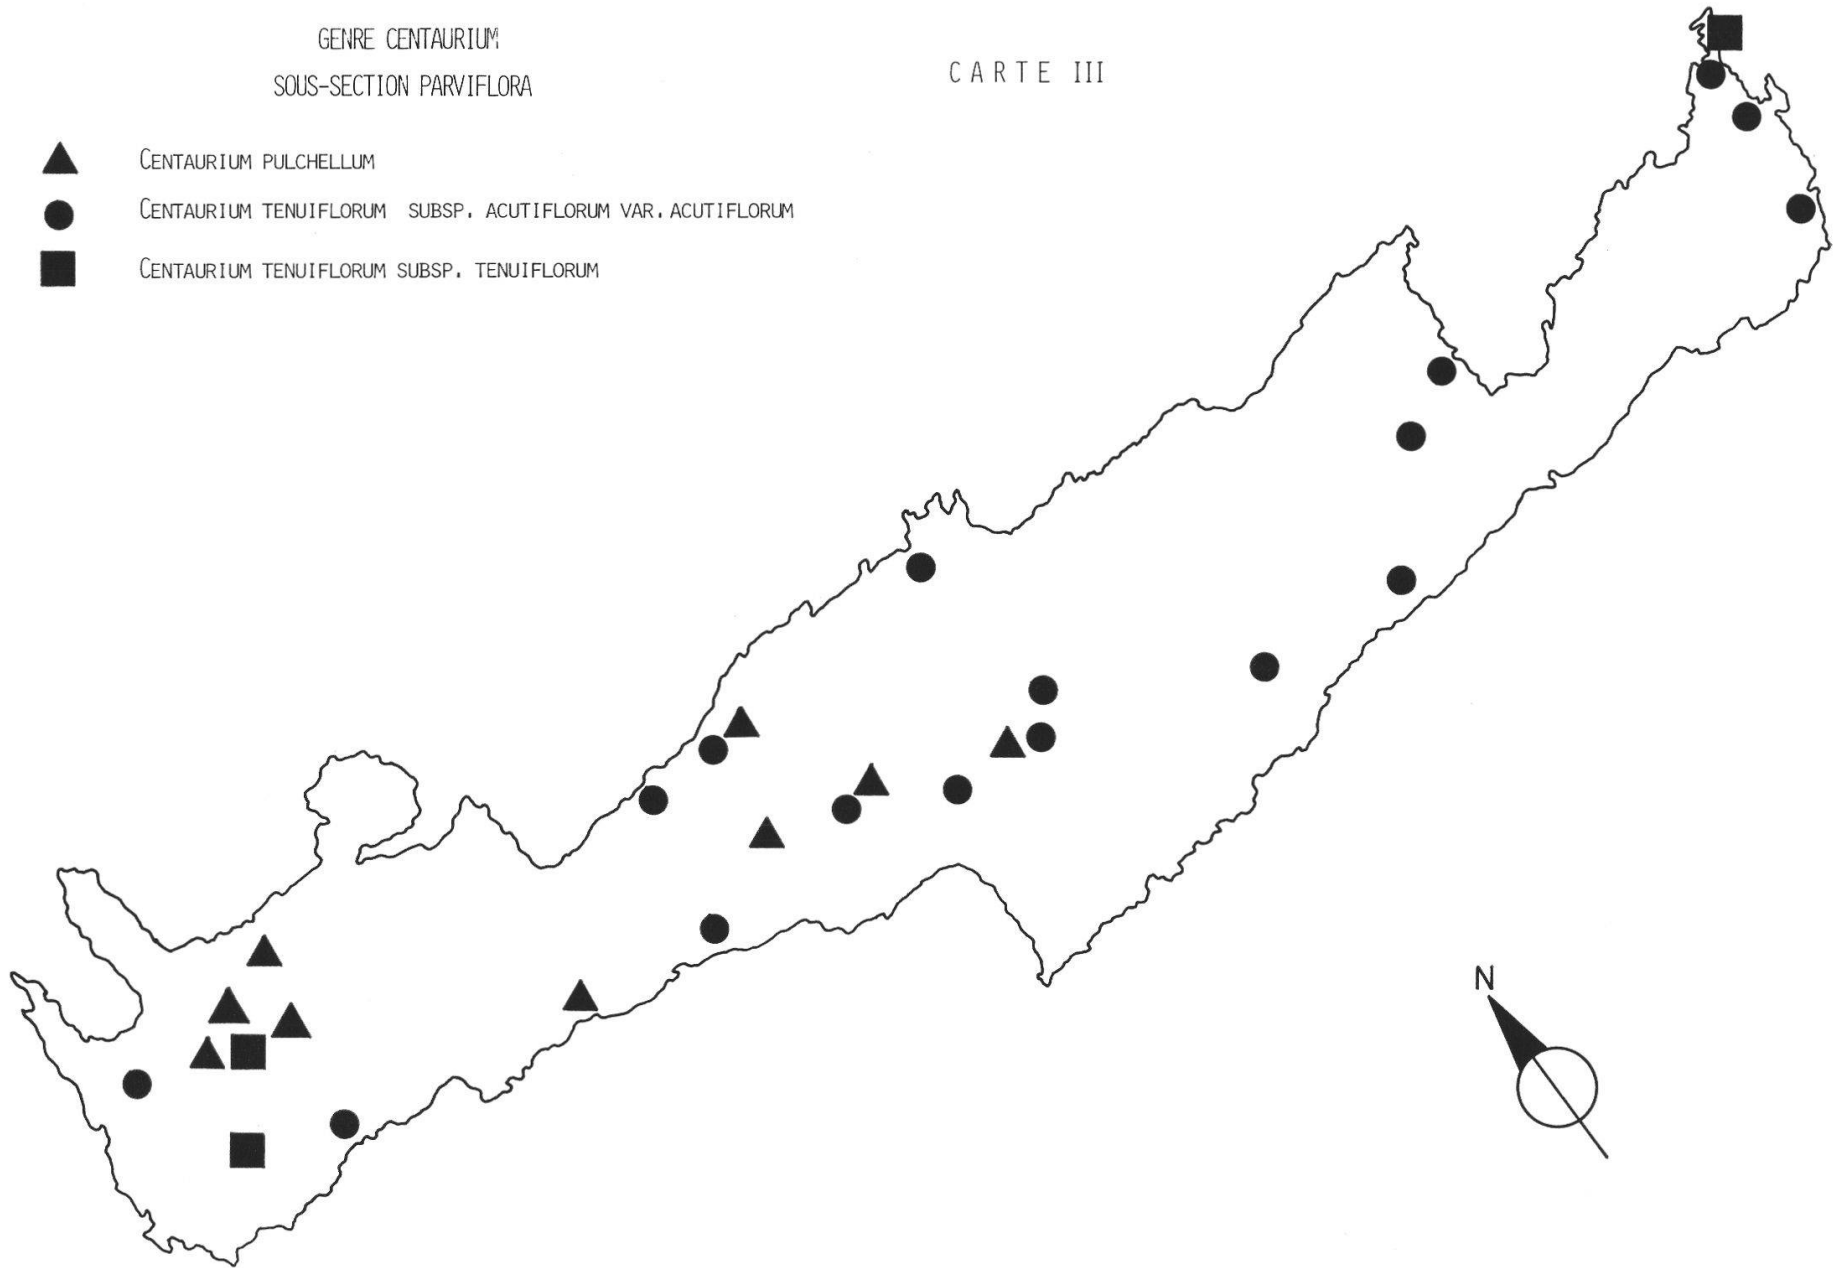 GENRE CENTAURIUM
SOUS-SECTION PARVIFLORA
CARTE III
CENTAURIUM PULCHELLUM
CENTAURIUM TENUIFLORUM SUBSP. ACUTIFLORUM VAR. ACUTIFLORUM
CENTAURIUM TENUIFLORUM SUBSP. TENUIFLORUM
N